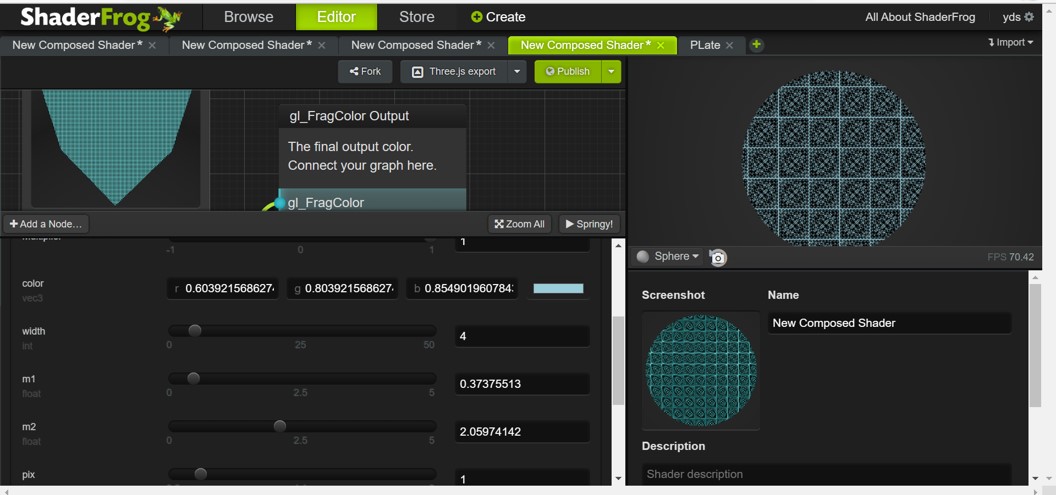 ShaderFrog
Browse
Editor
Store
Create
All About ShaderFrog
yds
New Composed Shader* ×
New Composed Shader* ×
New Composed Shader* ×
New Composed Shader* ×
PLate ×
Import
Fork
Three.js export
Publish
gl_FragColor Output
The final output color.
Connect your graph here.
gl_FragColor
+ Add a Node...
Zoom All
Springy!
Sphere
FPS 70.42
-1 0 1
1
color
vec3
r 0.603921568627
g 0.803921568627
b 0.854901960784
width
int
0 25 50
4
m1
float
0 2.5 5
0.37375513
m2
float
0 2.5 5
2.05974142
pix
1
Screenshot
Name
New Composed Shader
Description
Shader description